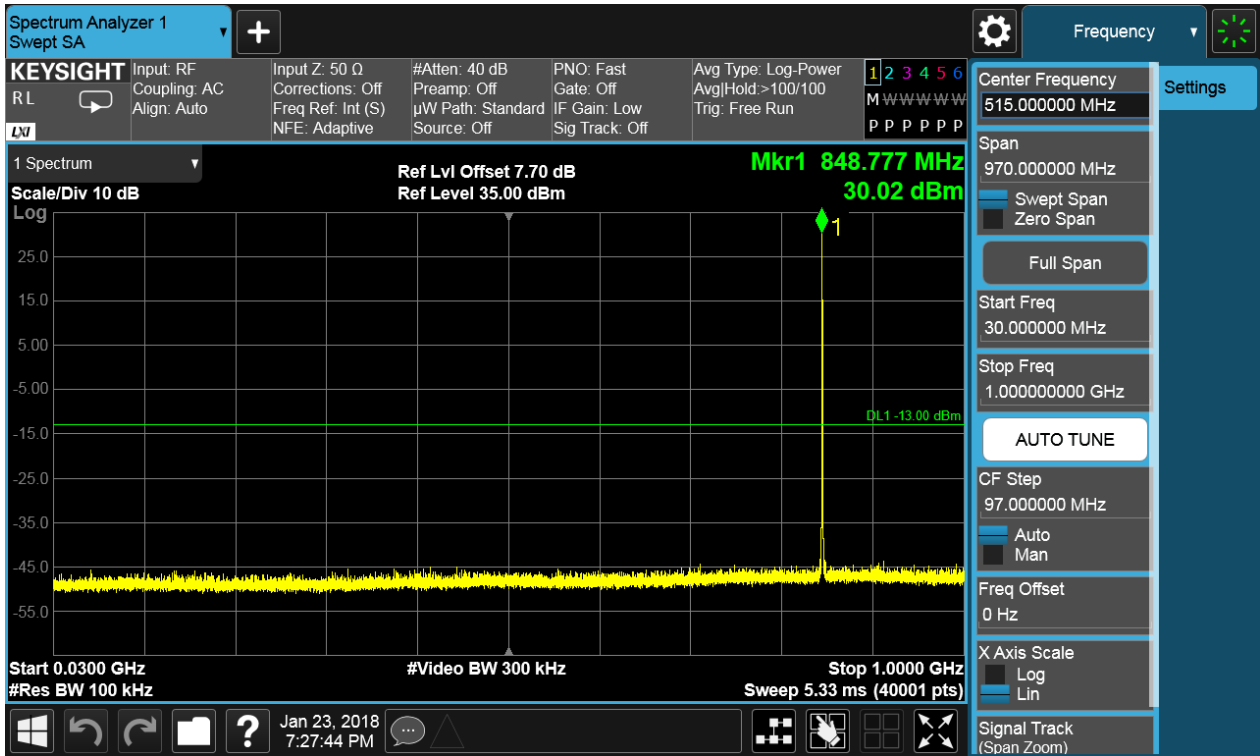 Spectrum Analyzer 1
Swept SA
+
Frequency
KEYSIGHT
R L
LXI
Input: RF
Coupling: AC
Align: Auto
Input Z: 50 Ω
Corrections: Off
Freq Ref: Int (S)
NFE: Adaptive
#Atten: 40 dB
Preamp: Off
µW Path: Standard
Source: Off
PNO: Fast
Gate: Off
IF Gain: Low
Sig Track: Off
Avg Type: Log-Power
Avg|Hold:>100/100
Trig: Free Run
1 2 3 4 5 6
M W W W W W
P P P P P P
1 Spectrum
Scale/Div 10 dB
Log
Ref Lvl Offset 7.70 dB
Ref Level 35.00 dBm
Mkr1 848.777 MHz
30.02 dBm
1
25.0
15.0
5.00
-5.00
DL1 -13.00 dBm
-15.0
-25.0
-35.0
-45.0
-55.0
Start 0.0300 GHz
#Res BW 100 kHz
#Video BW 300 kHz
Stop 1.0000 GHz
Sweep 5.33 ms (40001 pts)
Center Frequency
515.000000 MHz
Settings
Span
970.000000 MHz
Swept Span
Zero Span
Full Span
Start Freq
30.000000 MHz
Stop Freq
1.000000000 GHz
AUTO TUNE
CF Step
97.000000 MHz
Auto
Man
Freq Offset
0 Hz
X Axis Scale
Log
Lin
Signal Track
(Span Zoom)
?
Jan 23, 2018
7:27:44 PM